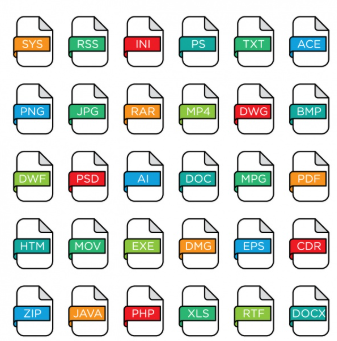 SYS RSS INI PS TXT ACE
PNG JPG RAR MP4 DWG BMP
DWF PSD AI DOC MPG PDF
HTM MOV EXE DMG EPS CDR
ZIP JAVA PHP XLS RTF DOCX